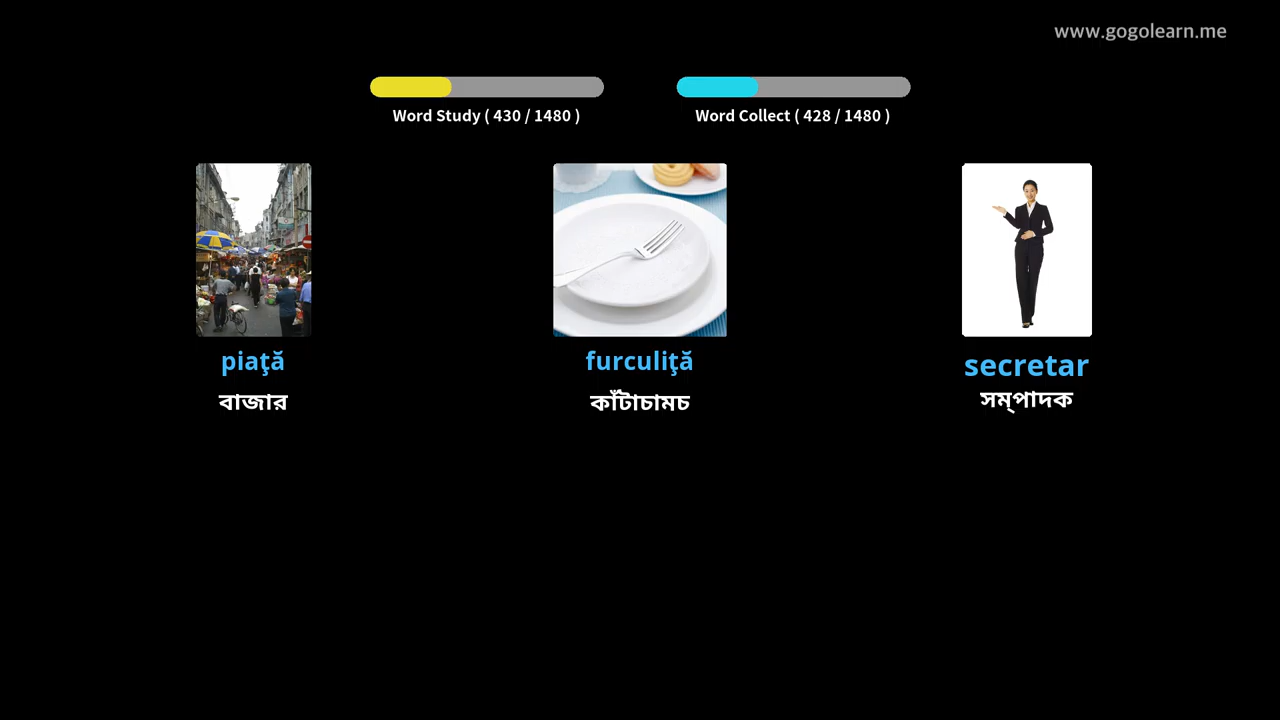 www.gogolearn.me
Word Study ( 430 / 1480 )
Word Collect ( 428 / 1480 )
piaţă
furculiţă
secretar
বাজার
কাঁটাচামচ
সম্পাদক